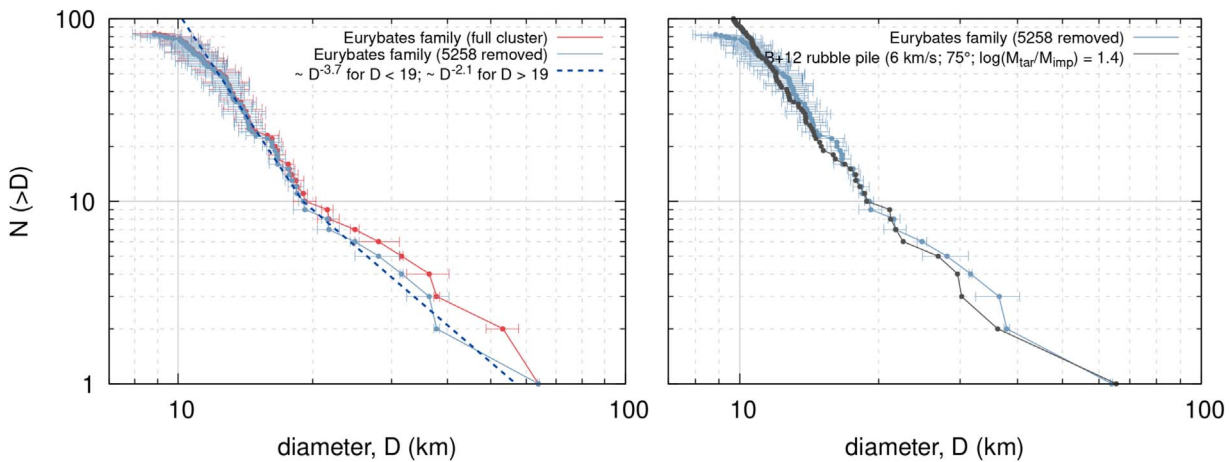 100
10
1
N (>D)
Eurybates family (full cluster)
Eurybates family (5258 removed)
~ D-3.7 for D < 19; ~ D-2.1 for D > 19
10
100
diameter, D (km)
Eurybates family (5258 removed)
B+12 rubble pile (6 km/s; 75°; log(Mtar/Mimp) = 1.4)
10
100
diameter, D (km)